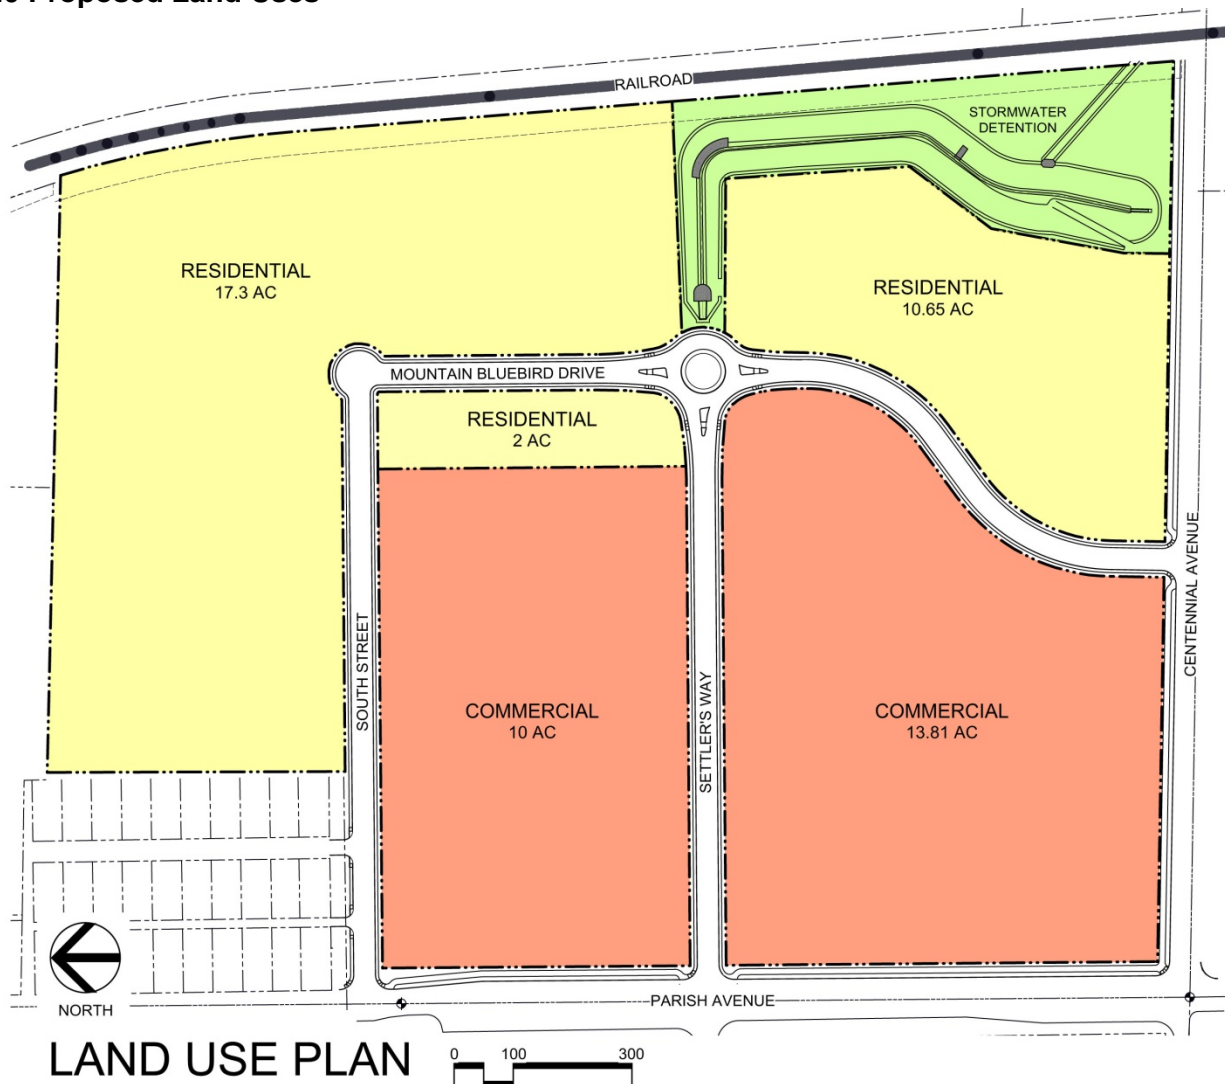 Proposed Land Uses
RAILROAD
STORMWATER
DETENTION
RESIDENTIAL
17.3 AC
RESIDENTIAL
10.65 AC
MOUNTAIN BLUEBIRD DRIVE
RESIDENTIAL
2 AC
SOUTH STREET
SETTLER'S WAY
CENTENNIAL AVENUE
COMMERCIAL
10 AC
COMMERCIAL
13.81 AC
NORTH
PARISH AVENUE
LAND USE PLAN
0 100 300